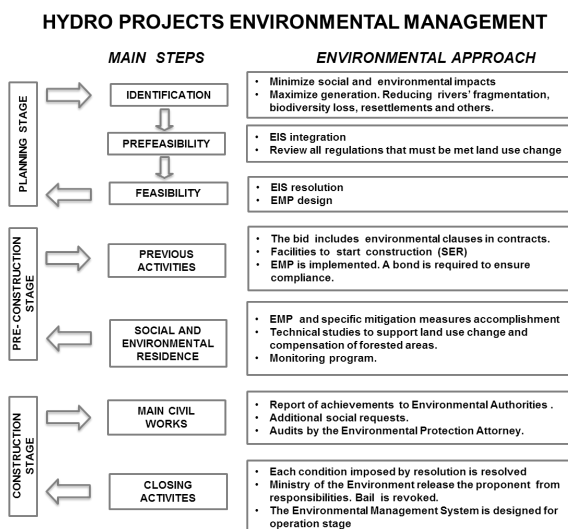 HYDRO PROJECTS ENVIRONMENTAL MANAGEMENT
MAIN STEPS
ENVIRONMENTAL APPROACH
PLANNING STAGE
IDENTIFICATION
• Minimize social and environmental impacts
• Maximize generation. Reducing rivers' fragmentation,
biodiversity loss, resettlements and others.
PREFEASIBILITY
• EIS integration
• Review all regulations that must be met land use change
FEASIBILITY
• EIS resolution
• EMP design
PRE-CONSTRUCTION
STAGE
PREVIOUS
ACTIVITIES
• The bid includes environmental clauses in contracts.
• Facilities to start construction (SER)
• EMP is implemented. A bond is required to ensure
compliance.
SOCIAL AND
ENVIRONMENTAL
RESIDENCE
• EMP and specific mitigation measures accomplishment
• Technical studies to support land use change and
compensation of forested areas.
• Monitoring program.
CONSTRUCTION
STAGE
MAIN CIVIL
WORKS
• Report of achievements to Environmental Authorities .
• Additional social requests.
• Audits by the Environmental Protection Attorney.
CLOSING
ACTIVITES
• Each condition imposed by resolution is resolved
• Ministry of the Environment release the proponent from
responsibilities. Bail is revoked.
• The Environmental Management System is designed for
operation stage